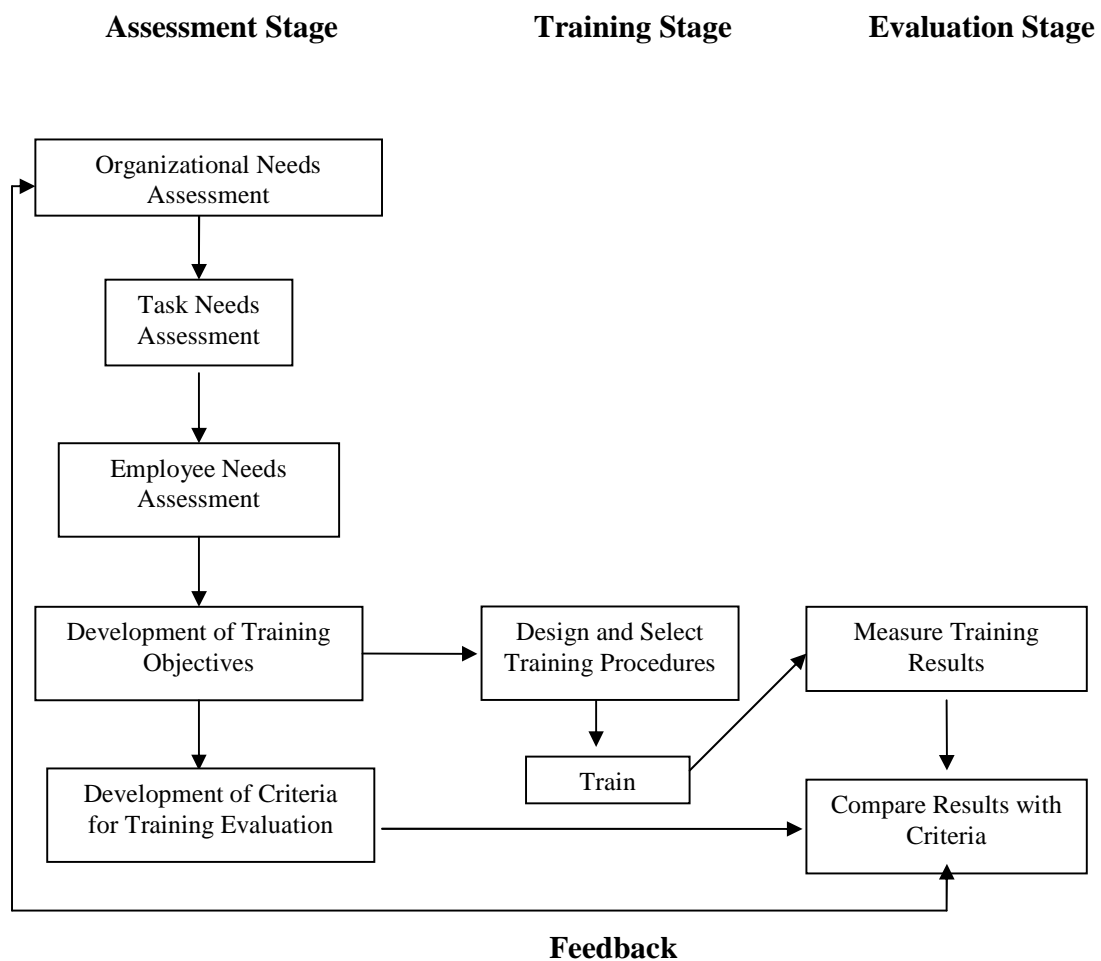 Assessment Stage
Training Stage
Evaluation Stage
Organizational Needs
Assessment
Task Needs
Assessment
Employee Needs
Assessment
Development of Training
Objectives
Design and Select
Training Procedures
Measure Training
Results
Train
Development of Criteria
for Training Evaluation
Compare Results with
Criteria
Feedback